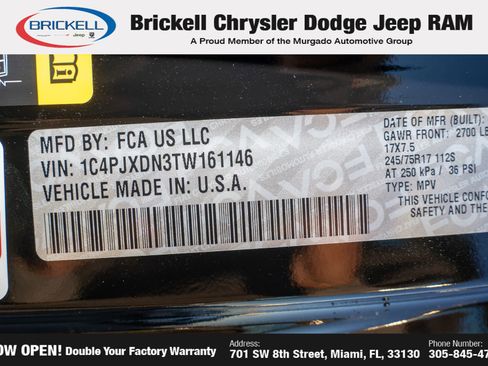 BRICKELL
Brickell Chrysler Dodge Jeep RAM
A Proud Member of the Murgado Automotive Group
MFD BY: FCA US LLC
VIN: 1C4PJXDN3TW161146
VEHICLE MADE IN: U.S.A.
DATE OF MFR (BUILT):
GAWR FRONT: 2700 LB
17X7.5
245/75R17 112S
AT 250 kPa / 36 PSI
TYPE: MPV
THIS VEHICLE CONFO
SAFETY AND THE
OW OPEN! Double Your Factory Warranty
Address:
701 SW 8th Street, Miami, FL, 33130
Phone Number:
305-845-47